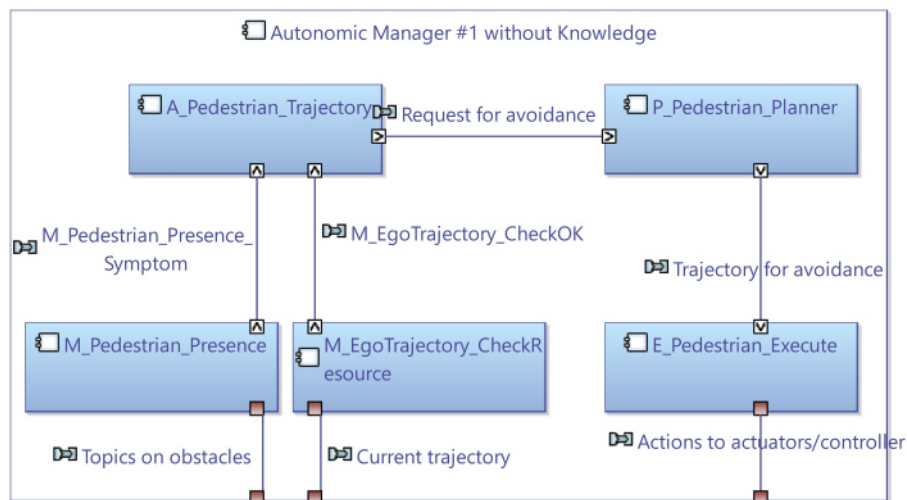 Autonomic Manager #1 without Knowledge
A_Pedestrian_Trajectory
Request for avoidance
P_Pedestrian_Planner
M_Pedestrian_Presence_
Symptom
M_EgoTrajectory_CheckOK
Trajectory for avoidance
M_Pedestrian_Presence
M_EgoTrajectory_CheckR
esource
E_Pedestrian_Execute
Topics on obstacles
Current trajectory
Actions to actuators/controller